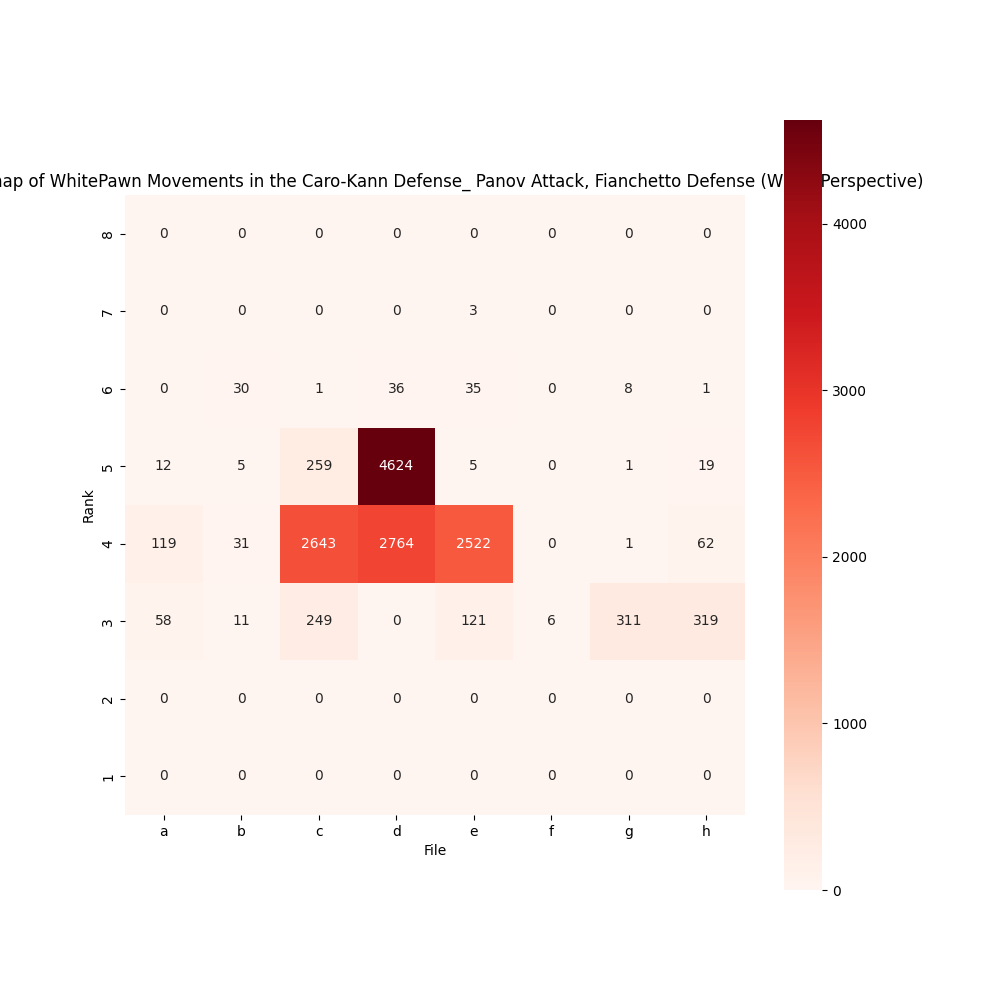 of WhitePawn Movements in the Caro-Kann Defense_ Panov Attack, Fianchetto Defense Perspective)
8 0 0 0 0 0 0 0 0
7 0 0 0 0 3 0 0 0
6 0 30 1 36 35 0 8 1
5 12 5 259 4624 5 0 1 19
Rank
4 119 31 2643 2764 2522 0 1 62
3 58 11 249 0 121 6 311 319
2 0 0 0 0 0 0 0 0
1 0 0 0 0 0 0 0 0
a b c d e f g h
File
4000
3000
2000
1000
0